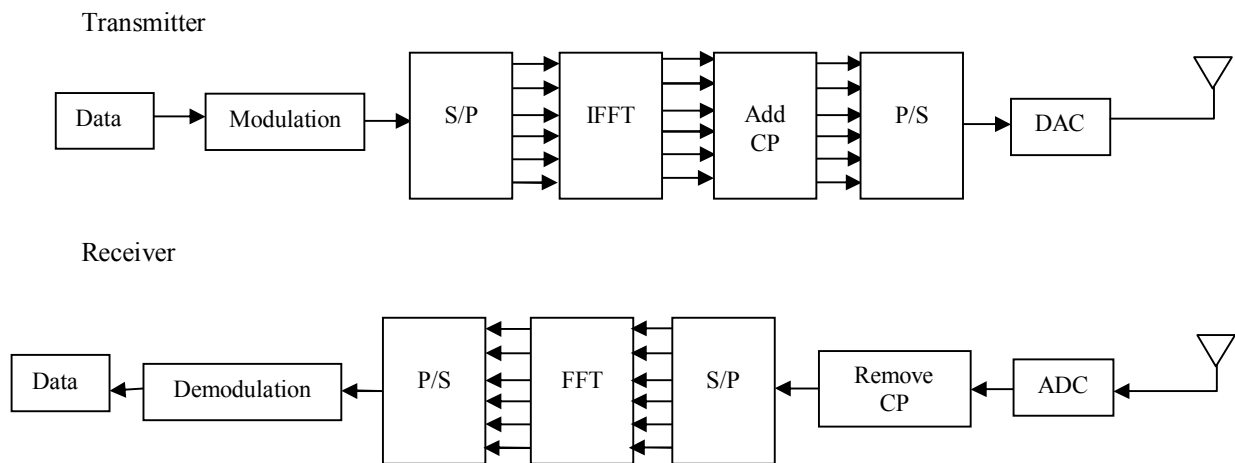 Transmitter
Data
Modulation
S/P
IFFT
Add
CP
P/S
DAC
Receiver
Data
Demodulation
P/S
FFT
S/P
Remove
CP
ADC